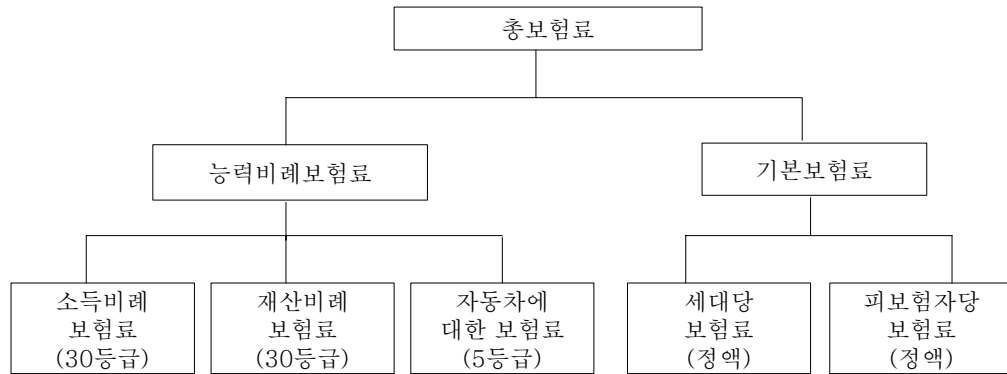 총보험료
능력비례보험료
기본보험료
소득비례
보험료
(30등급)
재산비례
보험료
(30등급)
자동차에
대한 보험료
(5등급)
세대당
보험료
(정액)
피보험자당
보험료
(정액)